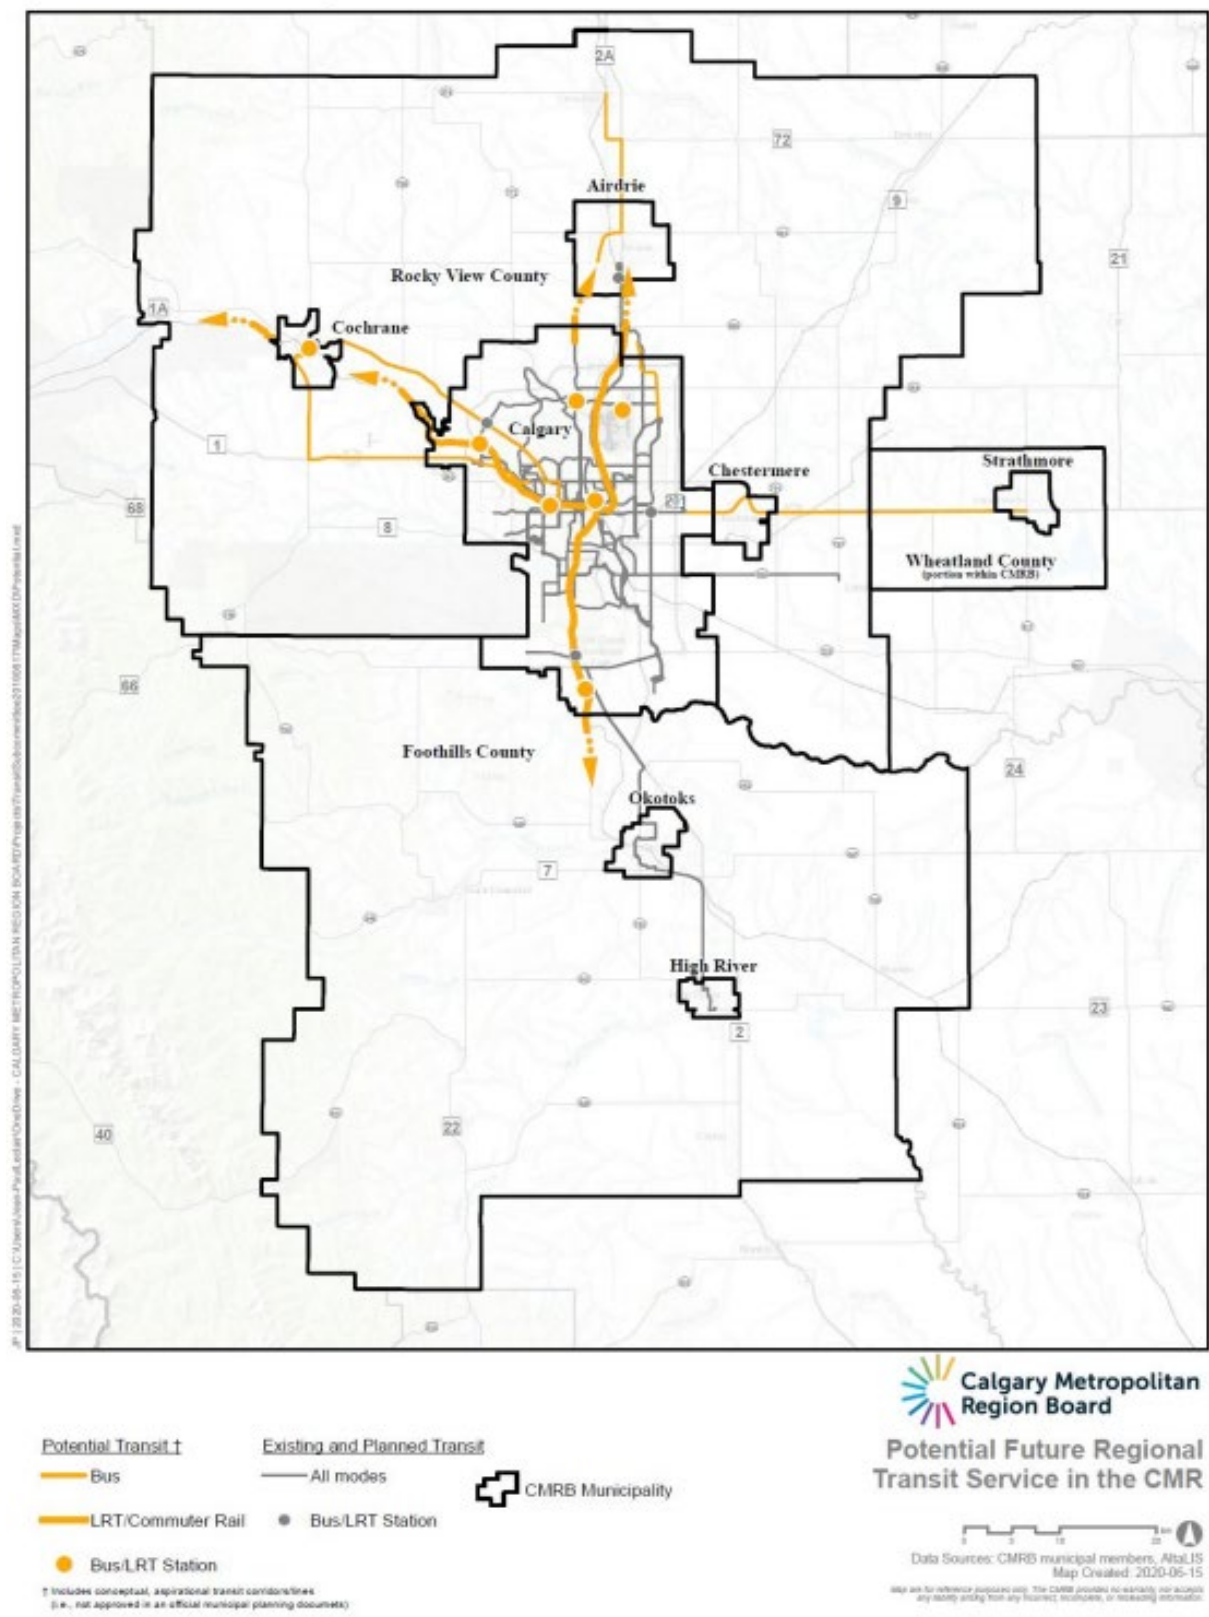 2A
72
Airdrie
9
Rocky View County
21
1A
Cochrane
Calgary
1
Chestermere
Strathmore
201
68
8
Wheatland County
(portion within CMRB)
66
Foothills County
24
Okotoks
7
High River
23
2
22
40
Calgary Metropolitan
Region Board
Potential Future Regional
Transit Service in the CMR
Potential Transit †
Existing and Planned Transit
Bus
All modes
CMRB Municipality
LRT/Commuter Rail
Bus/LRT Station
Bus/LRT Station
† Includes conceptual, aspirational transit corridors/lines
(i.e., not approved in an official municipal planning documets)
Data Sources: CMRB municipal members, AltaLIS
Map Created: 2020-06-15